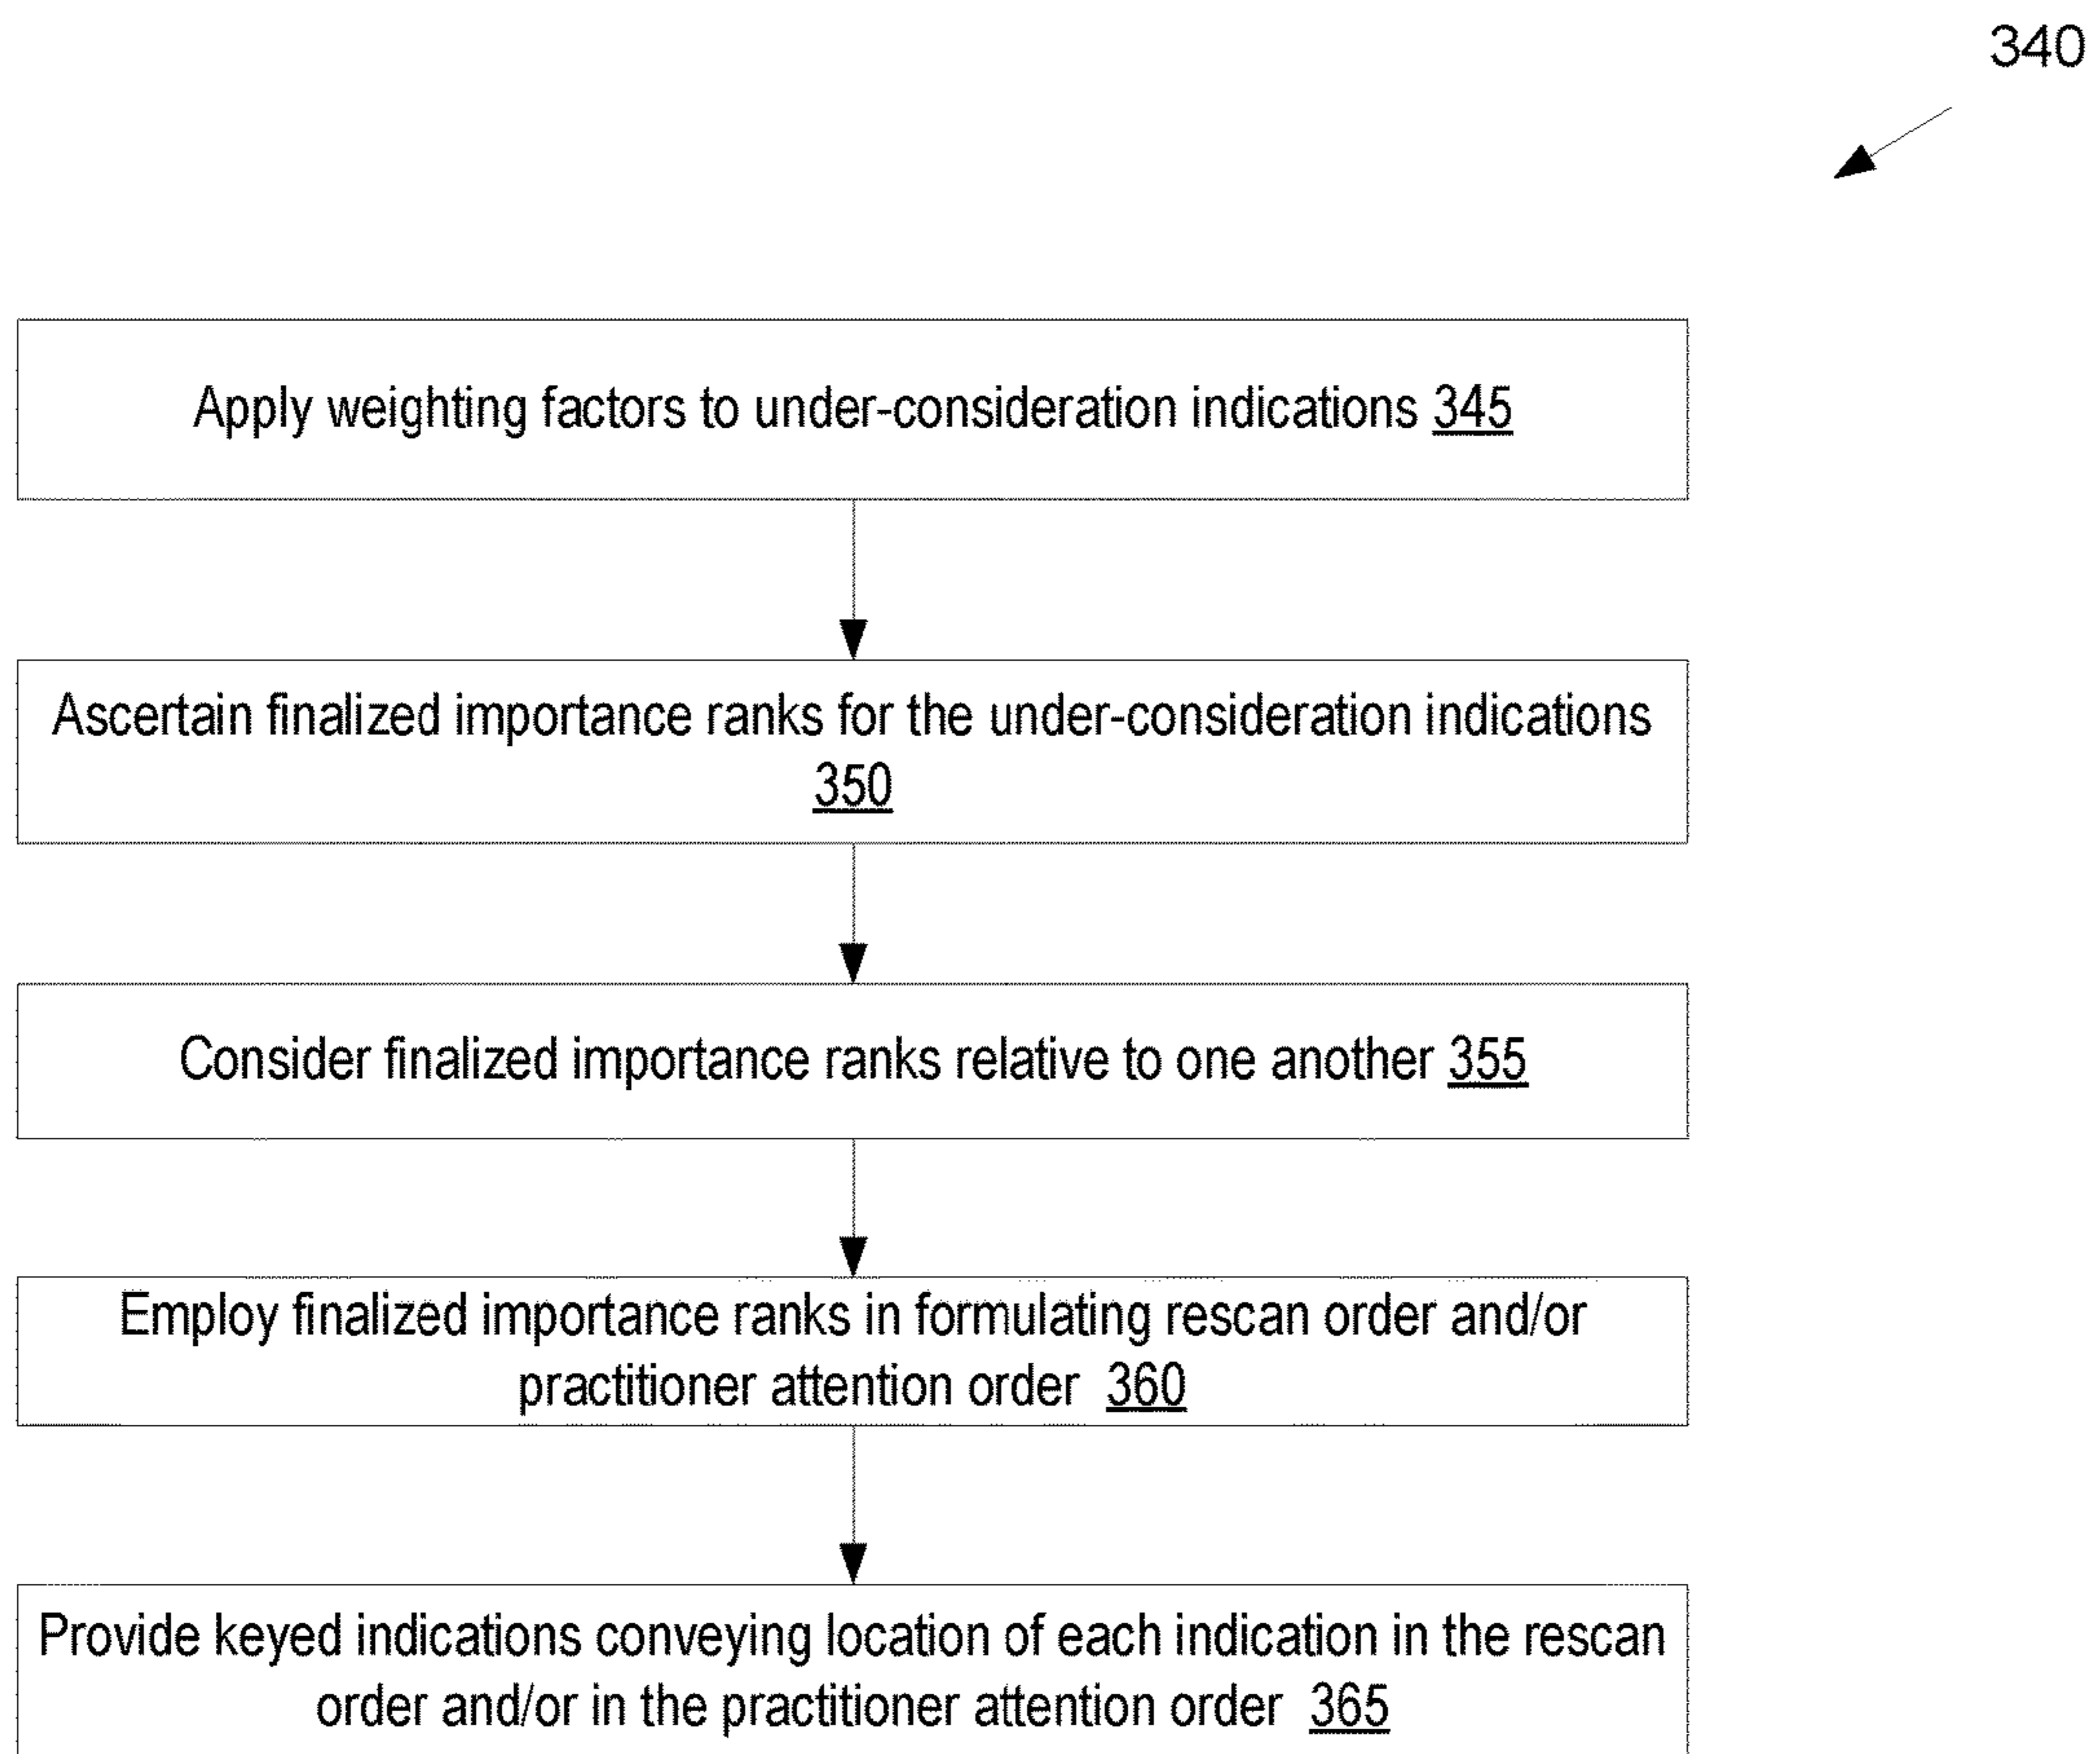 340
Apply weighting factors to under-consideration indications 345
Ascertain finalized importance ranks for the under-consideration indications
350
Consider finalized importance ranks relative to one another 355
Employ finalized importance ranks in formulating rescan order and/or
practitioner attention order 360
Provide keyed indications conveying location of each indication in the rescan
order and/or in the practitioner attention order 365